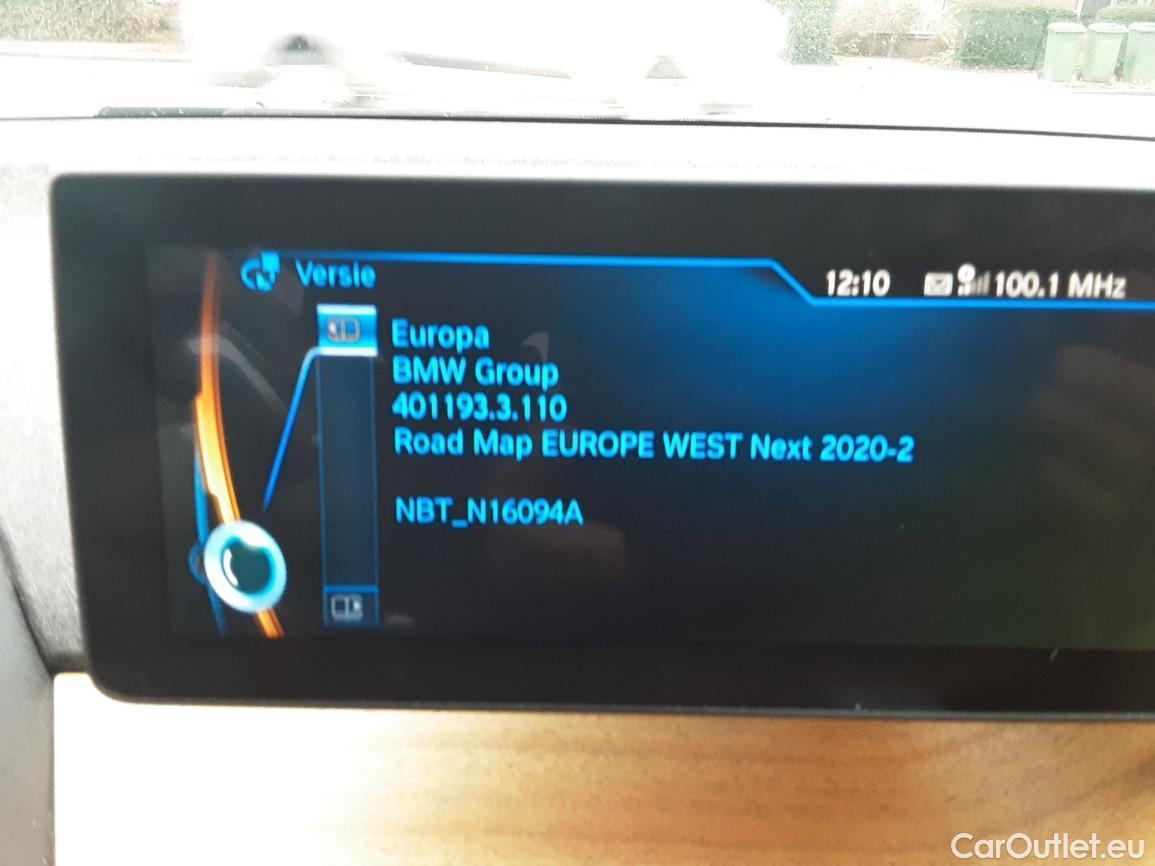 Versie
12:10 100.1 MHz
Europa
BMW Group
401193.3.110
Road Map EUROPE WEST Next 2020-2
NBT_N16094A
CarOutlet.eu